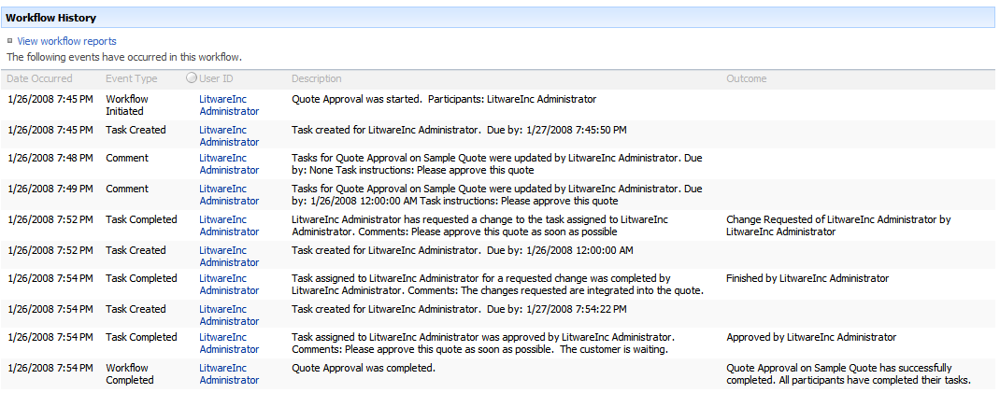 Workflow History
View workflow reports
The following events have occurred in this workflow.
Date Occurred Event Type User ID Description Outcome
1/26/2008 7:45 PM Workflow LitwareInc Quote Approval was started. Participants: LitwareInc Administrator
Initiated Administrator
1/26/2008 7:45 PM Task Created LitwareInc Task created for LitwareInc Administrator. Due by: 1/27/2008 7:45:50 PM
Administrator
1/26/2008 7:48 PM Comment LitwareInc Tasks for Quote Approval on Sample Quote were updated by LitwareInc Administrator. Due
Administrator by: None Task instructions: Please approve this quote
1/26/2008 7:49 PM Comment LitwareInc Tasks for Quote Approval on Sample Quote were updated by LitwareInc Administrator. Due
Administrator by: 1/26/2008 12:00:00 AM Task instructions: Please approve this quote
1/26/2008 7:52 PM Task Completed LitwareInc LitwareInc Administrator has requested a change to the task assigned to LitwareInc Change Requested of LitwareInc Administrator by
Administrator Administrator. Comments: Please approve this quote as soon as possible LitwareInc Administrator
1/26/2008 7:52 PM Task Created LitwareInc Task created for LitwareInc Administrator. Due by: 1/26/2008 12:00:00 AM
Administrator
1/26/2008 7:54 PM Task Completed LitwareInc Task assigned to LitwareInc Administrator for a requested change was completed by Finished by LitwareInc Administrator
Administrator LitwareInc Administrator. Comments: The changes requested are integrated into the quote.
1/26/2008 7:54 PM Task Created LitwareInc Task created for LitwareInc Administrator. Due by: 1/27/2008 7:54:22 PM
Administrator
1/26/2008 7:54 PM Task Completed LitwareInc Task assigned to LitwareInc Administrator was approved by LitwareInc Administrator. Approved by LitwareInc Administrator
Administrator Comments: Please approve this quote as soon as possible. The customer is waiting.
1/26/2008 7:54 PM Workflow LitwareInc Quote Approval was completed. Quote Approval on Sample Quote has successfully
Completed Administrator completed. All participants have completed their tasks.